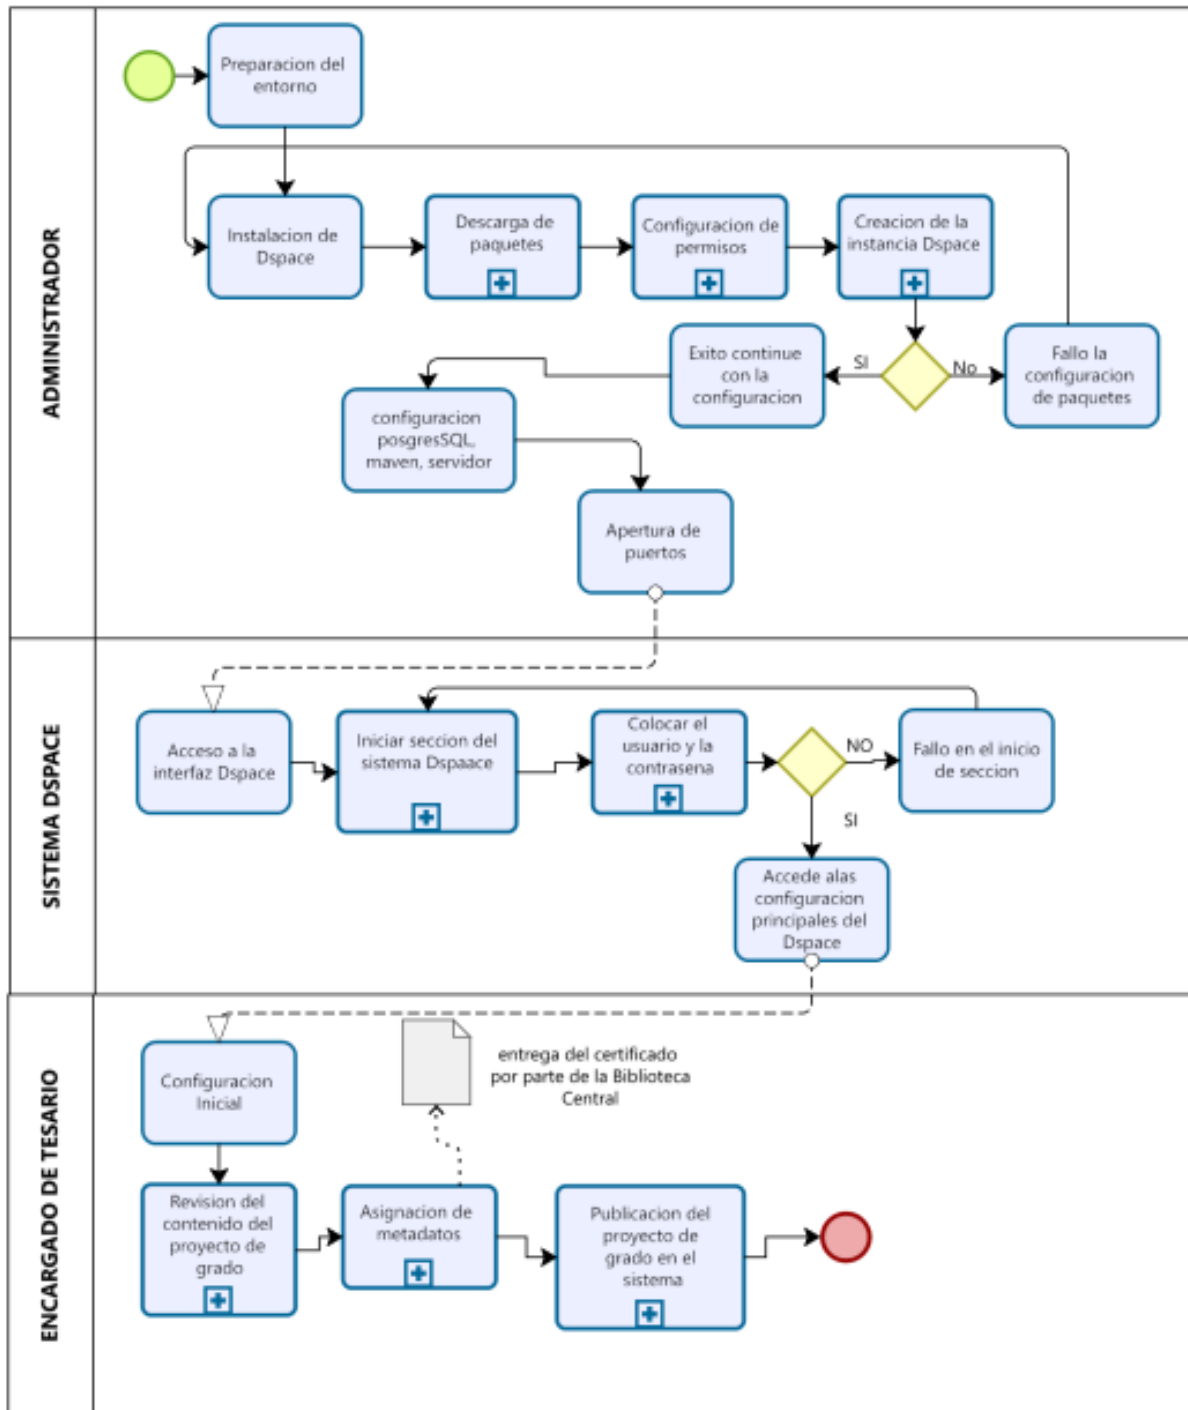 ADMINISTRADOR
Preparacion del
entorno
Instalacion de
Dspace
Descarga de
paquetes
Configuracion de
permisos
Creacion de la
instancia Dspace
Exito continue
con la
configuracion
SI
No
Fallo la
configuracion
de paquetes
configuracion
posgresSQL,
maven, servidor
Apertura de
puertos
SISTEMA DSPACE
Acceso a la
interfaz Dspace
Iniciar seccion del
sistema Dspaace
Colocar el
usuario y la
contrasena
NO
Fallo en el inicio
de seccion
SI
Accede alas
configuracion
principales del
Dspace
ENCARGADO DE TESARIO
Configuracion
Inicial
entrega del certificado
por parte de la Biblioteca
Central
Revision del
contenido del
proyecto de
grado
Asignacion de
metadatos
Publicacion del
proyecto de
grado en el
sistema